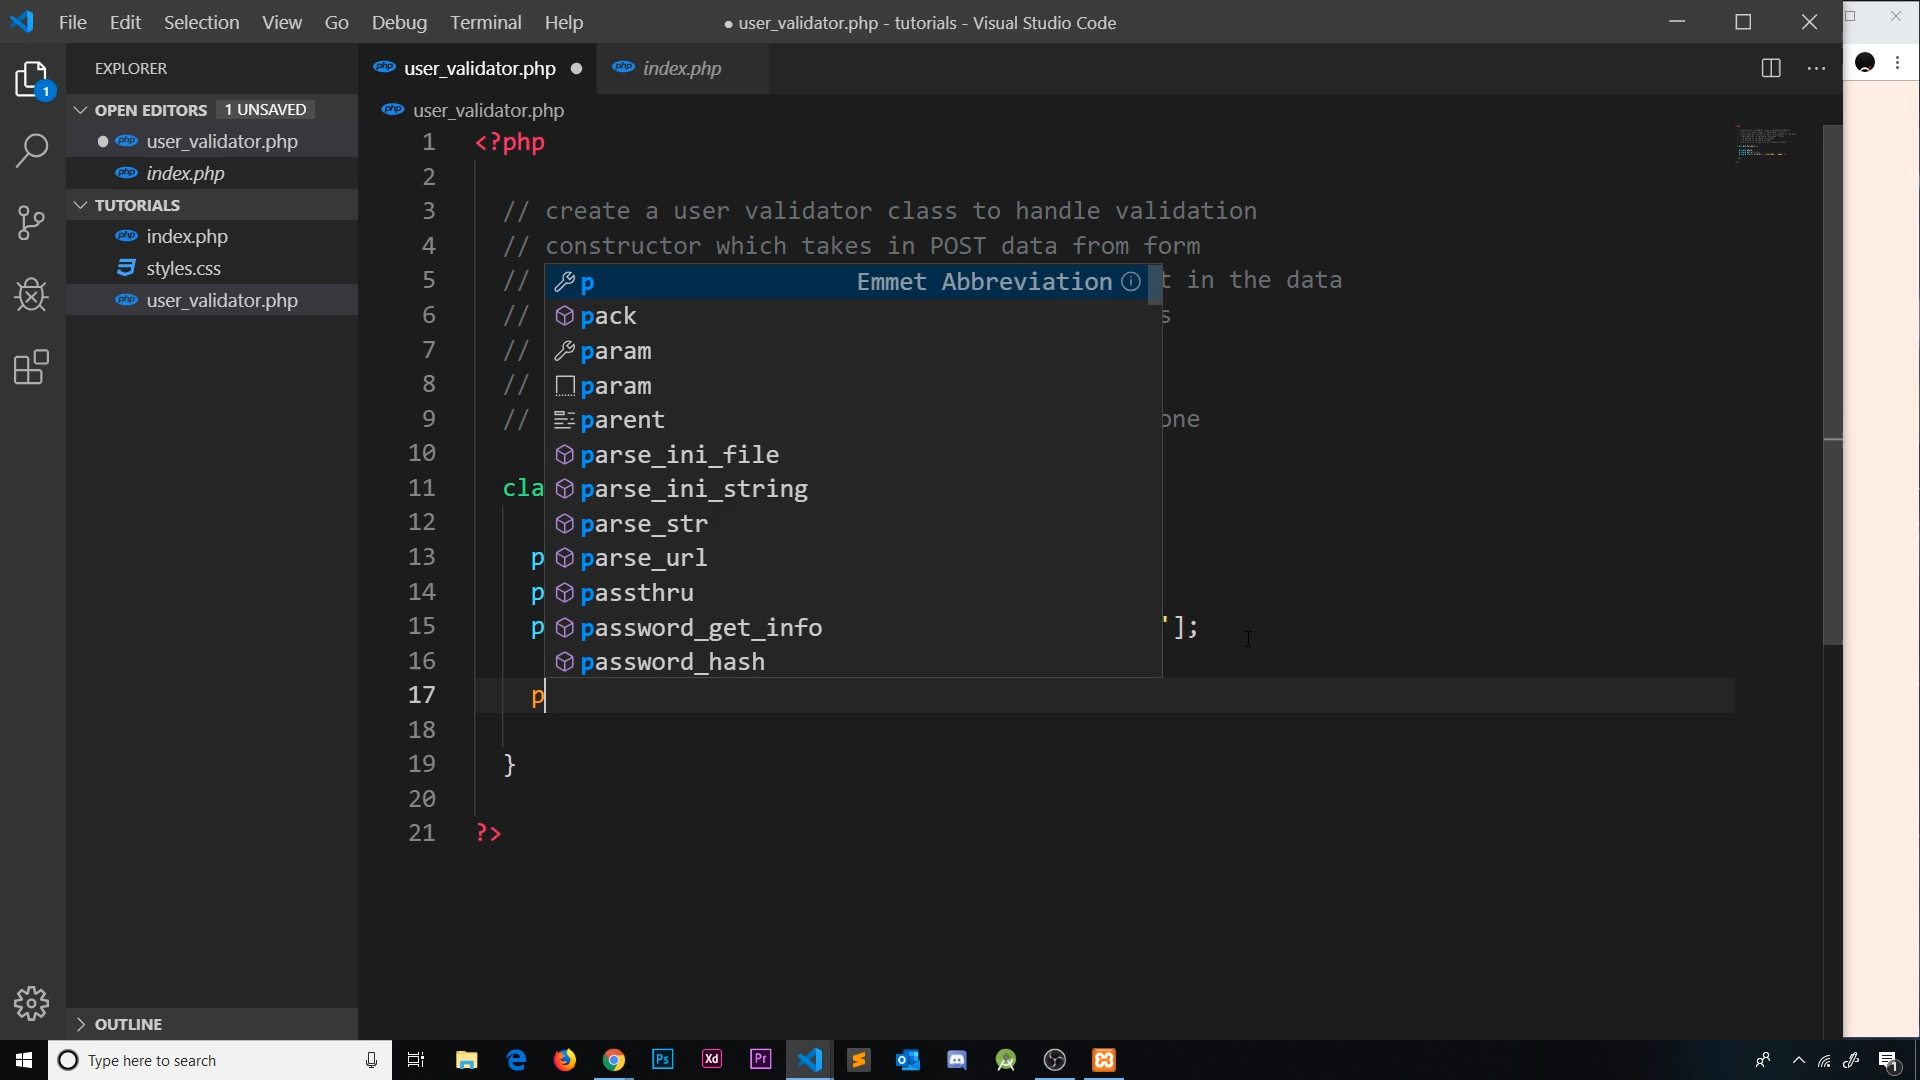 File Edit Selection View Go Debug Terminal Help
● user_validator.php - tutorials - Visual Studio Code
EXPLORER
OPEN EDITORS 1 UNSAVED
user_validator.php
index.php
TUTORIALS
index.php
styles.css
user_validator.php
OUTLINE
1
user_validator.php ● index.php
user_validator.php
1 <?php
2
3 // create a user validator class to handle validation
4 // constructor which takes in POST data from form
5 // t in the data
6 // s
7 //
8 //
9 // one
10
11 cla
12
13 p
14 p
15 p '];
16
17 p
18
19 }
20
21 ?>
p Emmet Abbreviation
pack
param
param
parent
parse_ini_file
parse_ini_string
parse_str
parse_url
passthru
password_get_info
password_hash
Type here to search
Ps Xd Pr
1